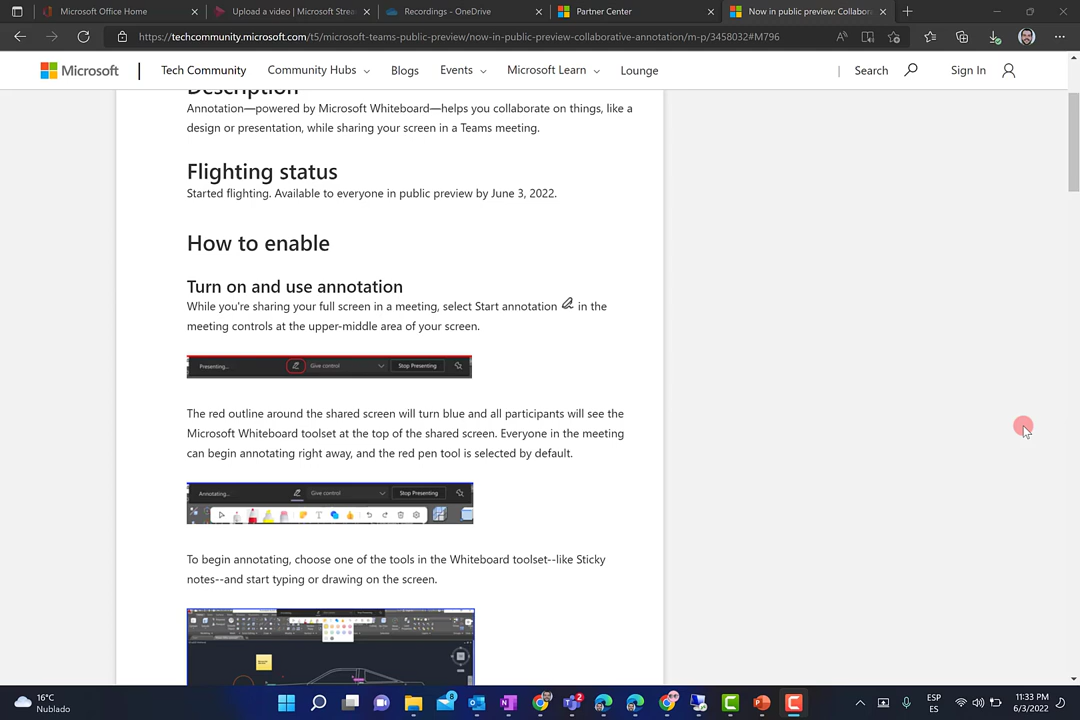 Microsoft Office Home
Upload a video | Microsoft Strea
Recordings - OneDrive
Partner Center
Now in public preview: Collabor
https://techcommunity.microsoft.com/t5/microsoft-teams-public-preview/now-in-public-preview-collaborative-annotation/m-p/3458032#M796
Microsoft
Tech Community
Community Hubs
Blogs
Events
Microsoft Learn
Lounge
Search
Sign In
Description
Annotation—powered by Microsoft Whiteboard—helps you collaborate on things, like a
design or presentation, while sharing your screen in a Teams meeting.
Flighting status
Started flighting. Available to everyone in public preview by June 3, 2022.
How to enable
Turn on and use annotation
While you're sharing your full screen in a meeting, select Start annotation in the
meeting controls at the upper-middle area of your screen.
Presenting...
Give control
Stop Presenting
The red outline around the shared screen will turn blue and all participants will see the
Microsoft Whiteboard toolset at the top of the shared screen. Everyone in the meeting
can begin annotating right away, and the red pen tool is selected by default.
Annotating...
Give control
Stop Presenting
To begin annotating, choose one of the tools in the Whiteboard toolset--like Sticky
notes--and start typing or drawing on the screen.
16°C
Nublado
8
2
ESP
ES
11:33 PM
6/3/2022